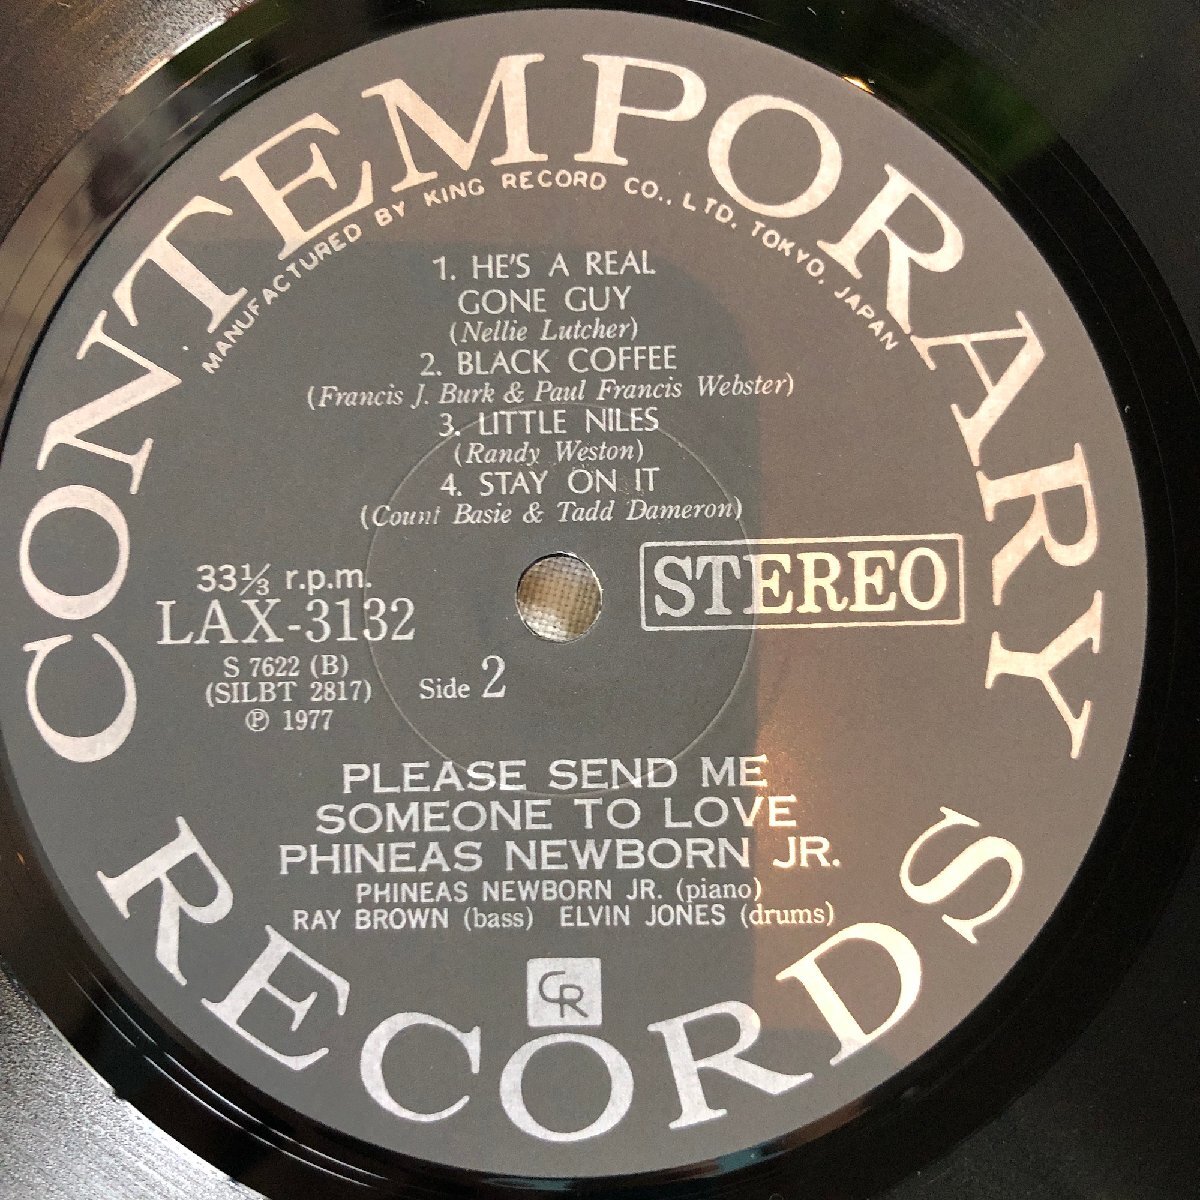 CONTEMPORARY
MANUFACTURED BY KING RECORD CO., LTD. TOKYO. JAPAN
1. HE'S A REAL
GONE GUY
(Nellie Lutcher)
2. BLACK COFFEE
(Francis J. Burk & Paul Francis Webster)
3. LITTLE NILES
(Randy Weston)
4. STAY ON IT
(Count Basie & Tadd Dameron)
33⅓ r.p.m.
LAX-3132
S 7622 (B)
(SILBT 2817)
Ⓟ 1977
Side 2
STEREO
PLEASE SEND ME
SOMEONE TO LOVE
PHINEAS NEWBORN JR.
PHINEAS NEWBORN JR. (piano)
RAY BROWN (bass) ELVIN JONES (drums)
CR
RECORDS